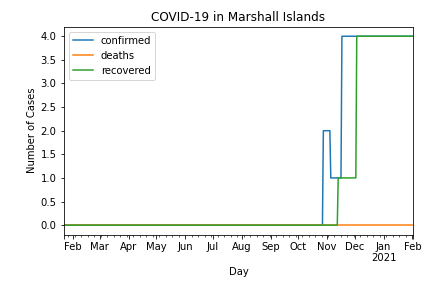 COVID-19 in Marshall Islands
confirmed
deaths
recovered
Number of Cases
4.0
3.5
3.0
2.5
2.0
1.5
1.0
0.5
0.0
Feb Mar Apr May Jun Jul Aug Sep Oct Nov Dec Jan Feb
2021
Day